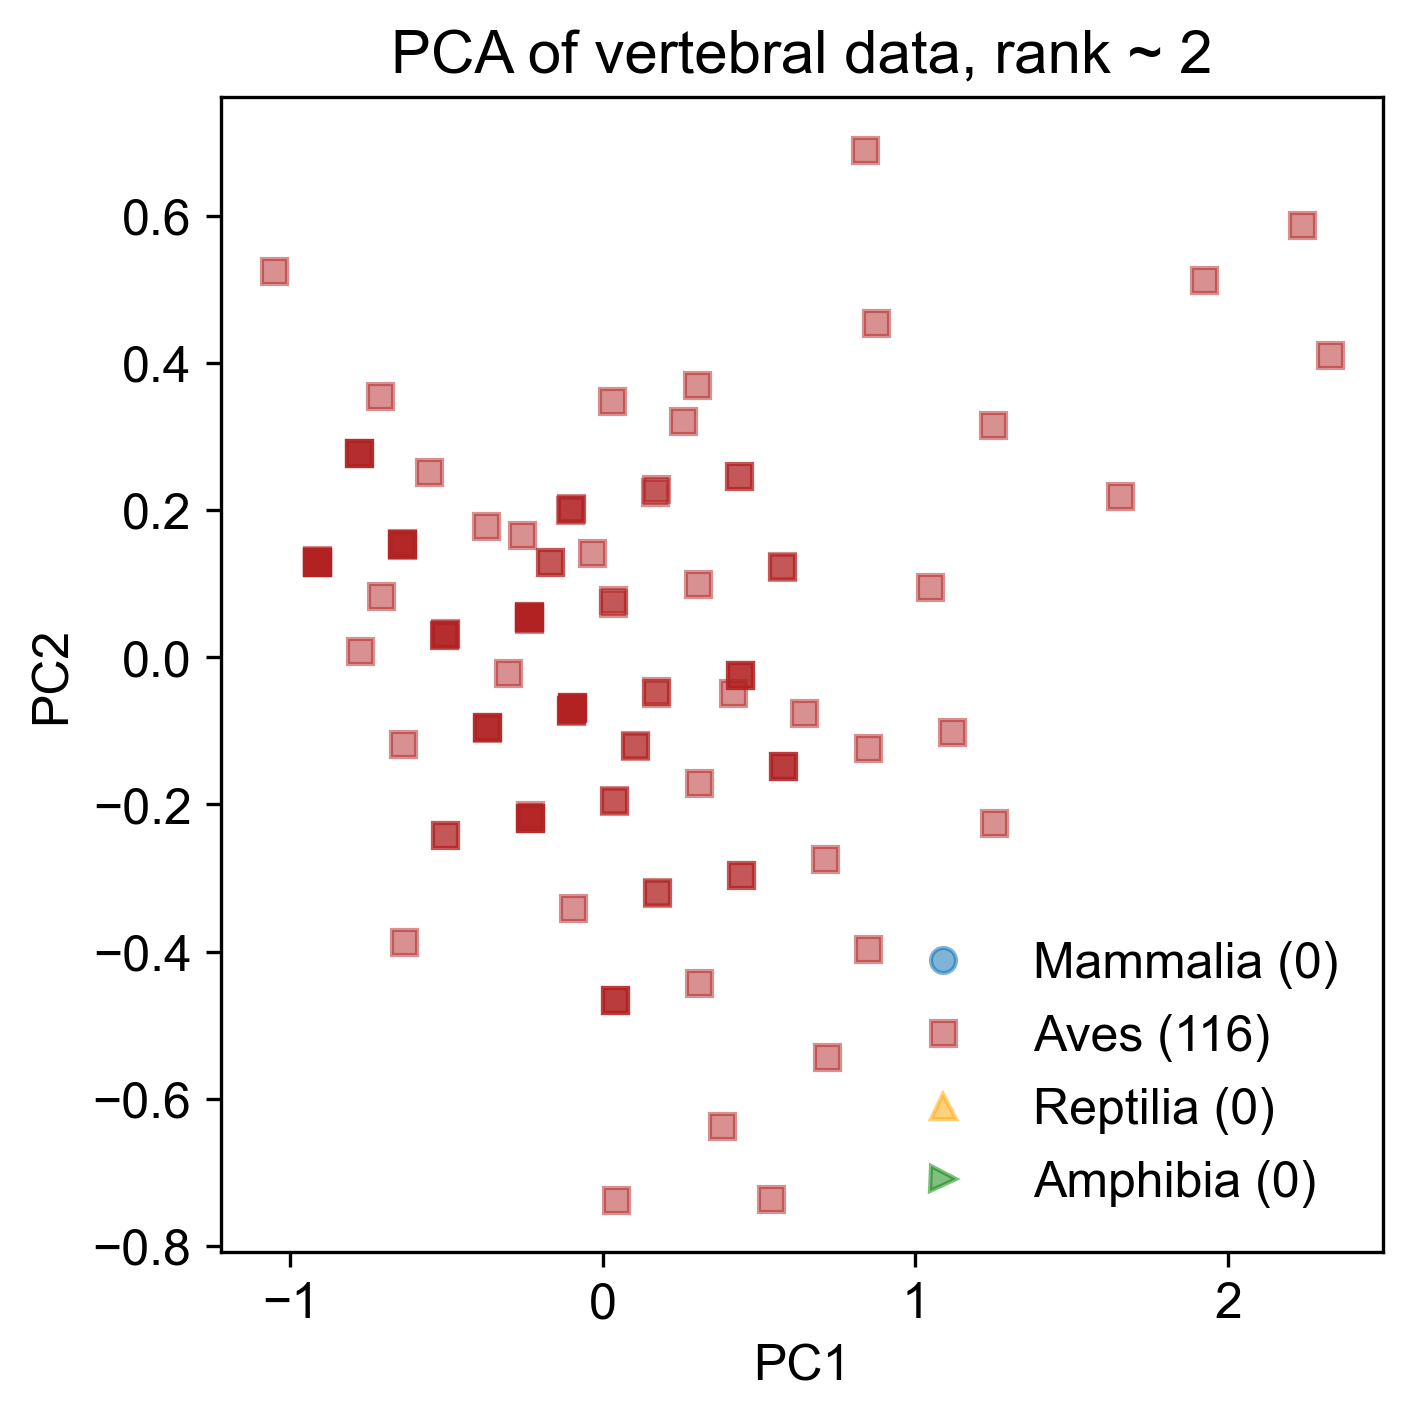 PCA of vertebral data, rank ~ 2
0.6
0.4
0.2
0.0
−0.2
−0.4
−0.6
−0.8
PC2
Mammalia (0)
Aves (116)
Reptilia (0)
Amphibia (0)
−1 0 1 2
PC1